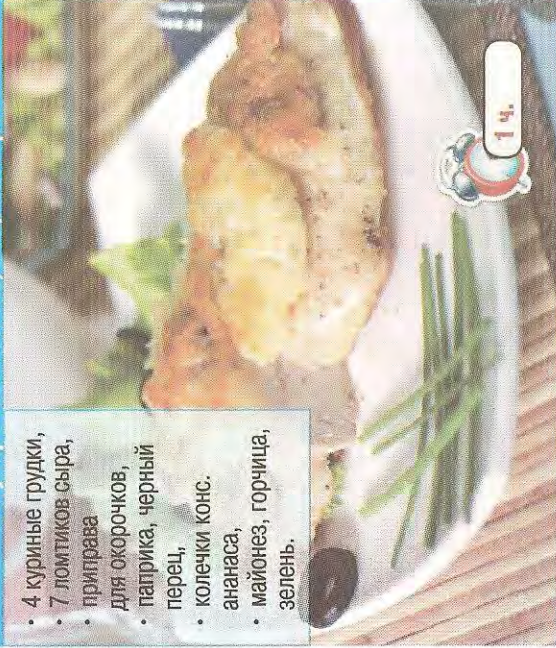 • 4 куриные грудки,
• 7 ломтиков сыра,
• приправа
для окорочков,
• паприка, черный
перец,
• колечки конс.
ананаса,
• майонез, горчица,
зелень.
1 ч.